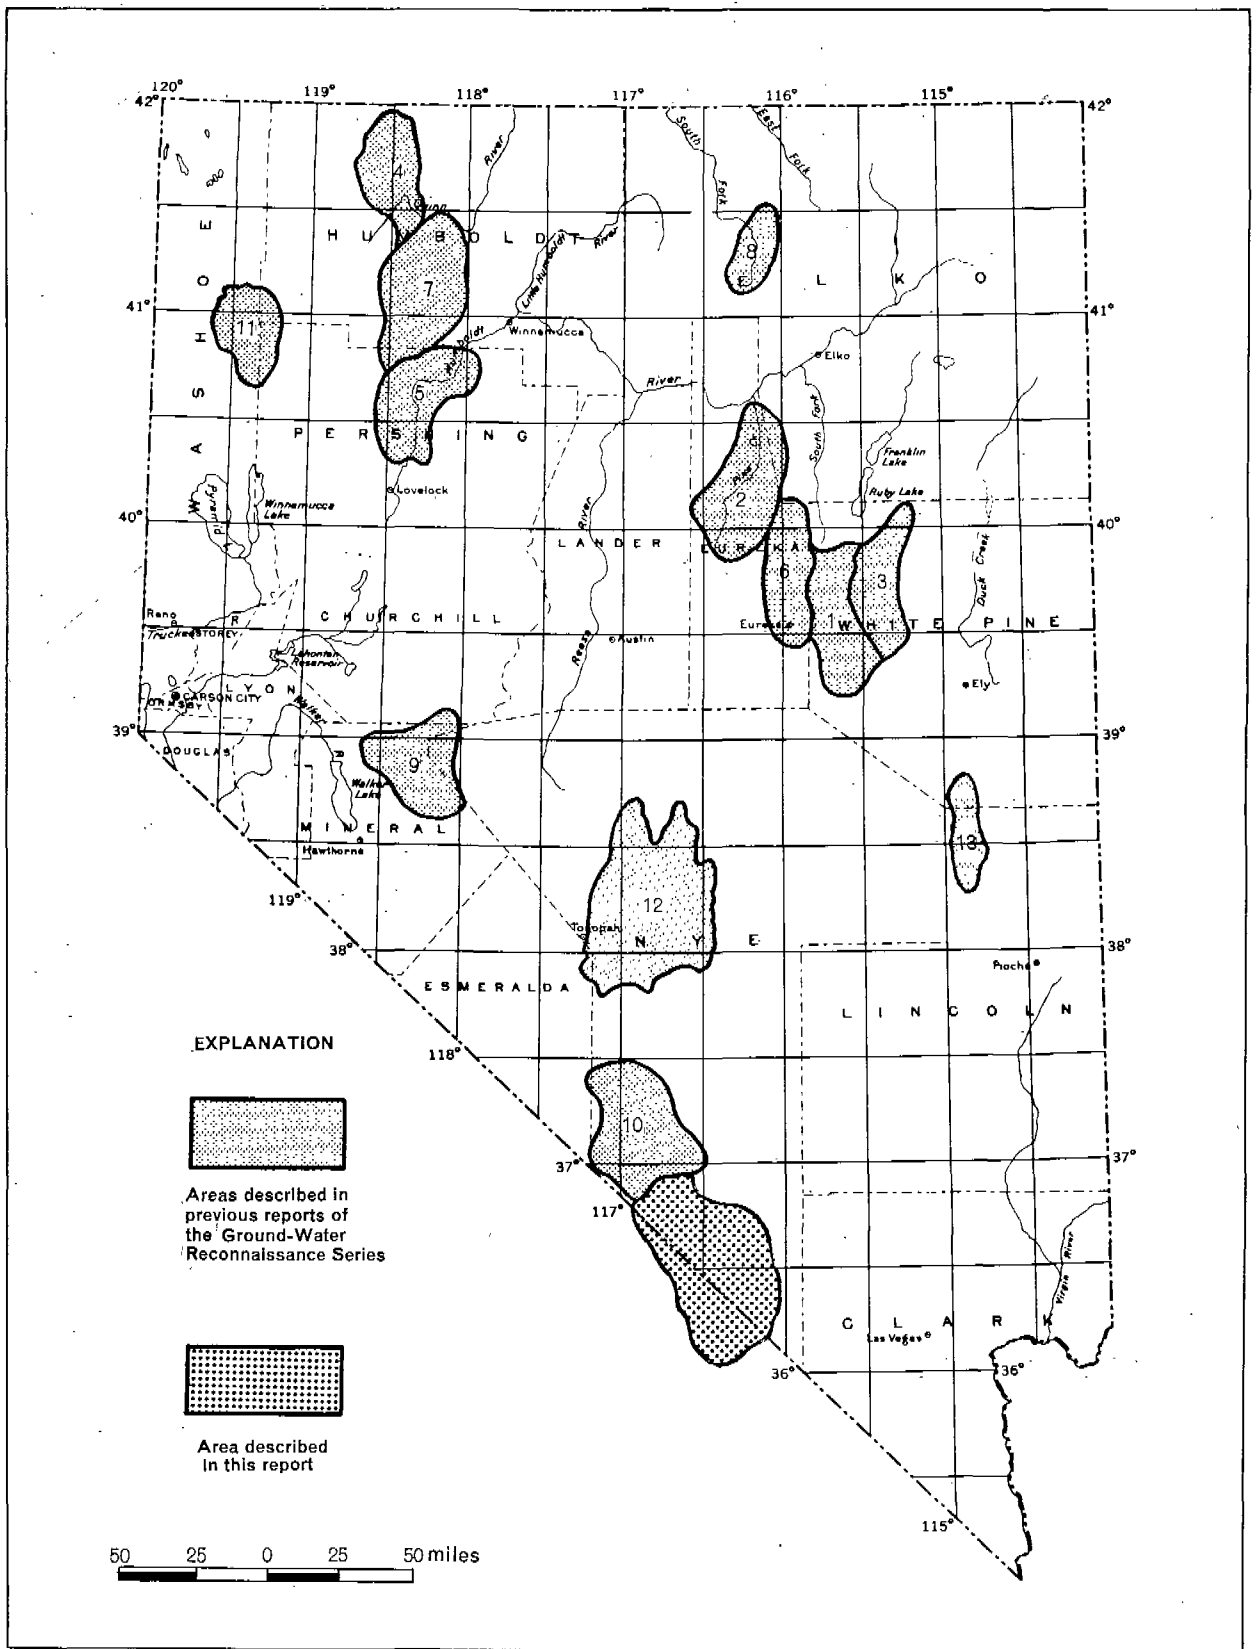 120° 119° 118° 117° 116° 115°
42° 42°
South
East
Fork
River
Fork
4
Quinn
H U M B O L D T
Little Humboldt
River
8
E L K O
41° 41°
7
11
Humboldt
Winnemucca
Elko
River
5
South Fork
P E R S H I N G
Franklin
Lake
Ruby Lake
Lovelock
Pine
2
W A S H O E
Pyramid
Winnemucca
Lake
River
40° 40°
L A N D E R
E U R E K A
6
3
1
Duck Creek
Reno
Truckee
R
STOREY
C H U R C H I L L
Eureka
W H I T E P I N E
Reese
Austin
Lahontan
Reservoir
L Y O N
Ely
CARSON CITY
ORMSBY
Walker
39° 39°
DOUGLAS
R
9
Walker
Lake
M I N E R A L
Hawthorne
13
119°
12
Tonopah
N Y E
38° 38°
Pioche
E S M E R A L D A
L I N C O L N
EXPLANATION
118°
10
37° 37°
Areas described in
previous reports of
the Ground-Water
Reconnaissance Series
117°
Virgin River
C L A R K
Las Vegas
36° 36°
Area described
in this report
115°
50 25 0 25 50 miles